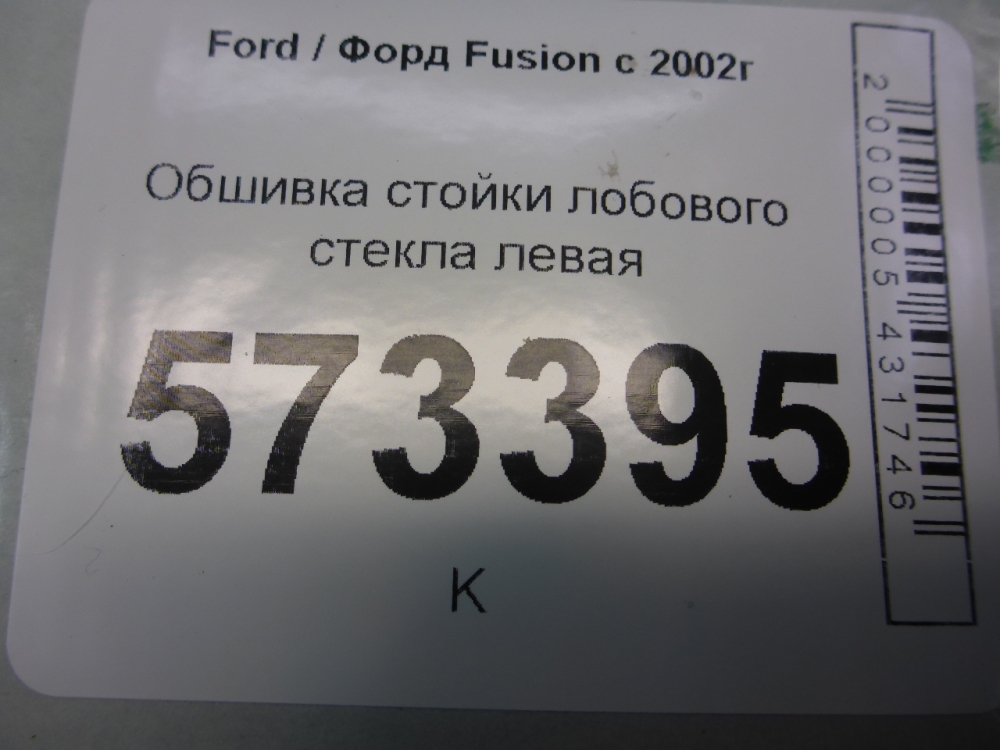 Ford / Форд Fusion с 2002г
Обшивка стойки лобового
стекла левая
573395
К
2000005431746